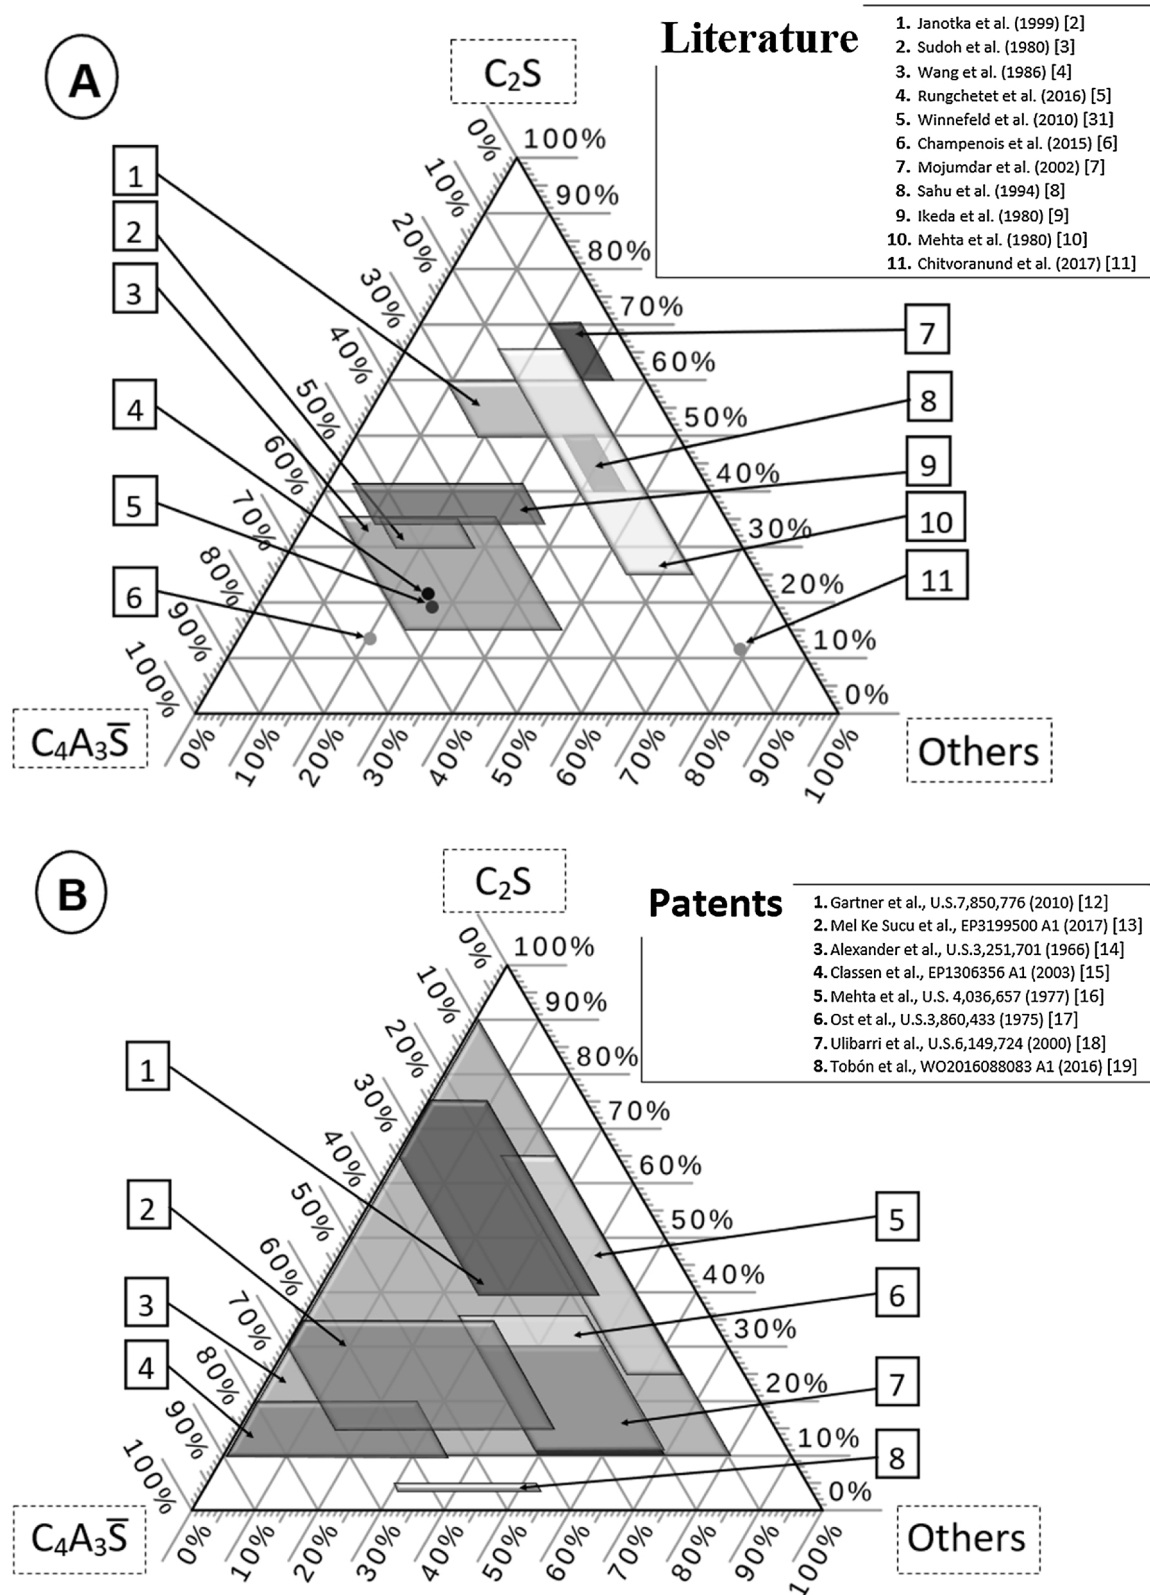 A
Literature
1. Janotka et al. (1999) [2]
2. Sudoh et al. (1980) [3]
3. Wang et al. (1986) [4]
4. Rungchetet et al. (2016) [5]
5. Winnefeld et al. (2010) [31]
6. Champenois et al. (2015) [6]
7. Mojumdar et al. (2002) [7]
8. Sahu et al. (1994) [8]
9. Ikeda et al. (1980) [9]
10. Mehta et al. (1980) [10]
11. Chitvoranund et al. (2017) [11]
C₂S
0%
10%
20%
30%
40%
50%
60%
70%
80%
90%
100%
100%
90%
80%
70%
60%
50%
40%
30%
20%
10%
0%
1
2
3
4
5
6
7
8
9
10
11
C₄A₃S̅
0%
10%
20%
30%
40%
50%
60%
70%
80%
90%
100%
Others
B
Patents
1. Gartner et al., U.S.7,850,776 (2010) [12]
2. Mel Ke Sucu et al., EP3199500 A1 (2017) [13]
3. Alexander et al., U.S.3,251,701 (1966) [14]
4. Classen et al., EP1306356 A1 (2003) [15]
5. Mehta et al., U.S. 4,036,657 (1977) [16]
6. Ost et al., U.S.3,860,433 (1975) [17]
7. Ulibarri et al., U.S.6,149,724 (2000) [18]
8. Tobón et al., WO2016088083 A1 (2016) [19]
C₂S
0%
10%
20%
30%
40%
50%
60%
70%
80%
90%
100%
100%
90%
80%
70%
60%
50%
40%
30%
20%
10%
0%
1
2
3
4
5
6
7
8
C₄A₃S̅
0%
10%
20%
30%
40%
50%
60%
70%
80%
90%
100%
Others